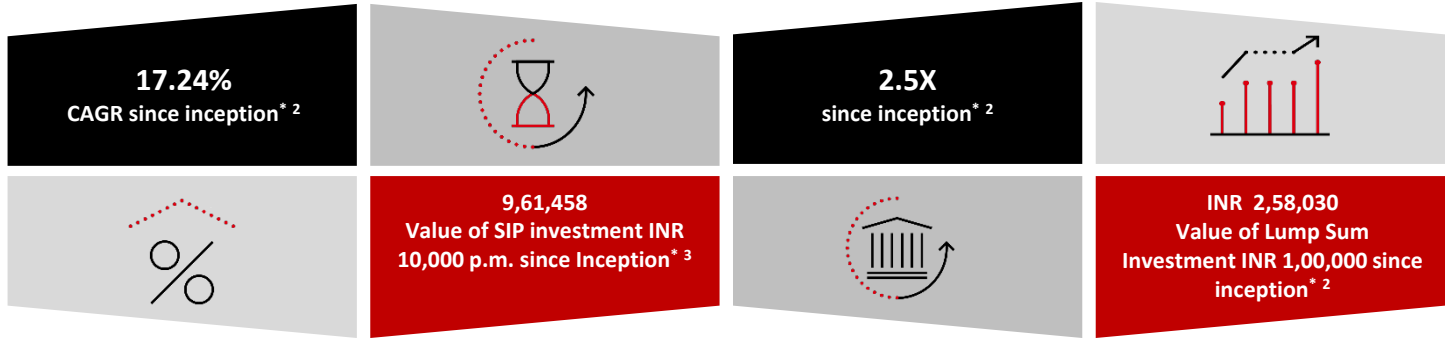 17.24%
CAGR since inception* 2
2.5X
since inception* 2
9,61,458
Value of SIP investment INR
10,000 p.m. since Inception* 3
INR 2,58,030
Value of Lump Sum
Investment INR 1,00,000 since
inception* 2